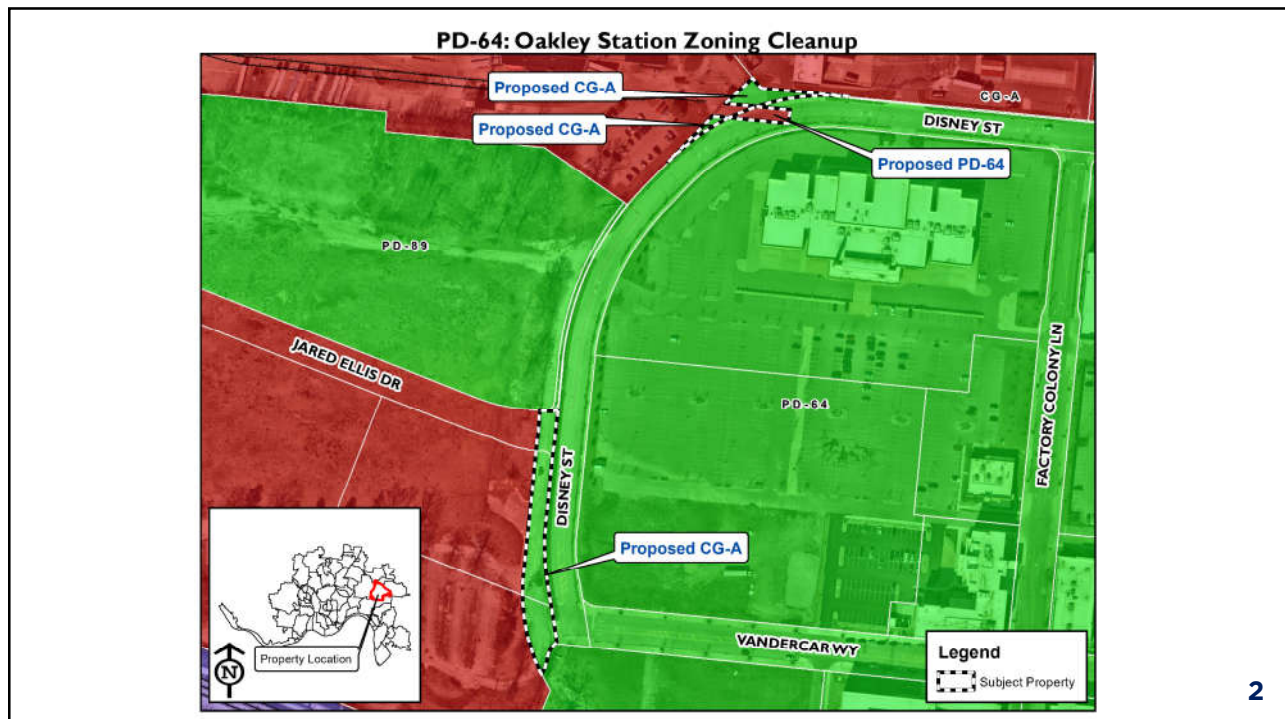 PD-64: Oakley Station Zoning Cleanup
Proposed CG-A
CG-A
Proposed CG-A
DISNEY ST
Proposed PD-64
PD-89
JARED ELLIS DR
FACTORY COLONY LN
PD-64
DISNEY ST
Proposed CG-A
VANDERCAR WY
Property Location
N
Legend
Subject Property
2